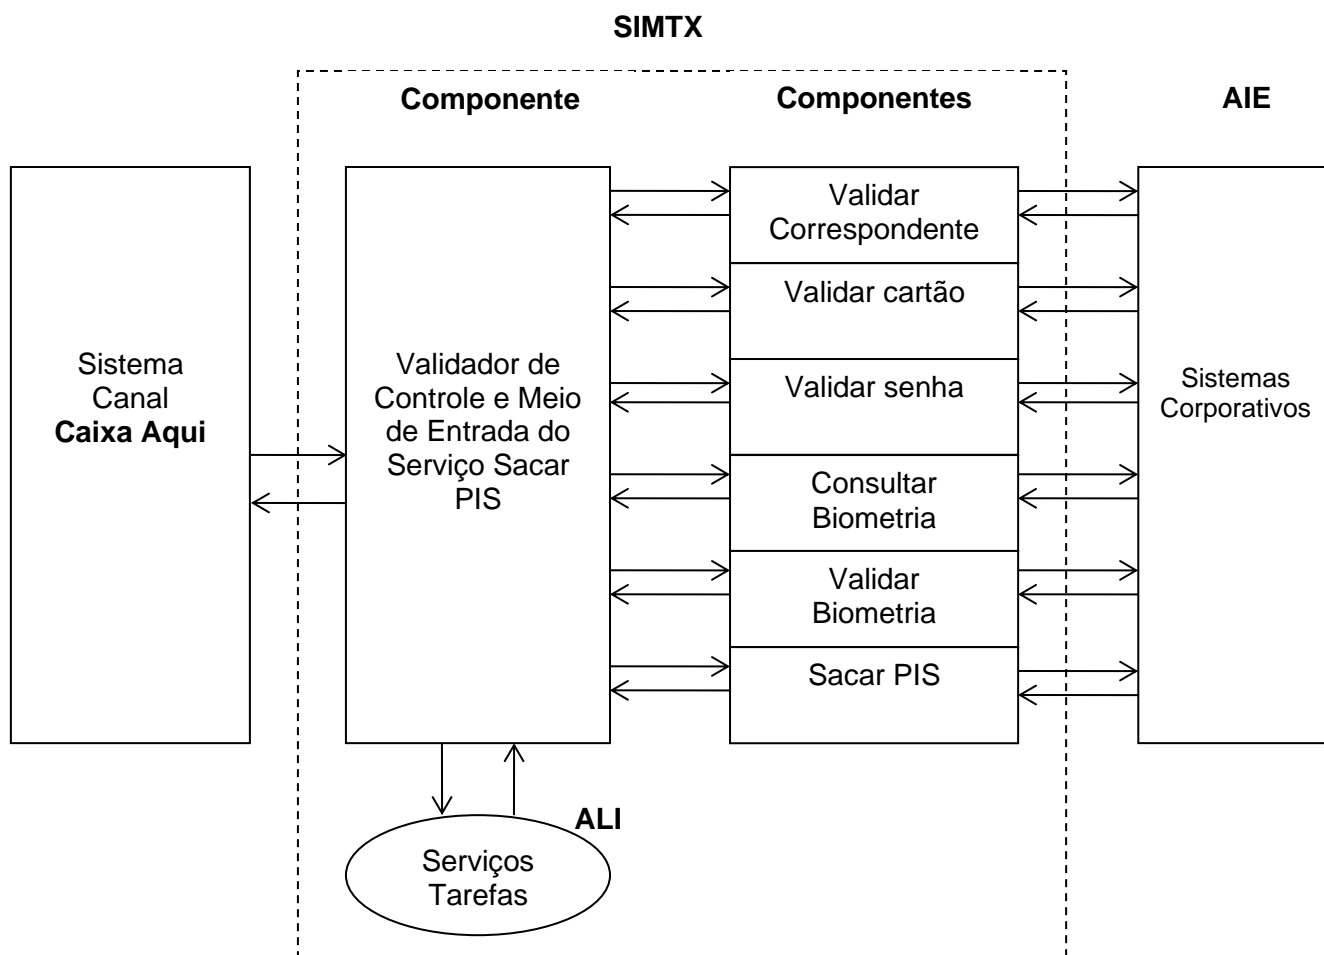 SIMTX
Componente
Componentes
AIE
Sistema
Canal
Caixa Aqui
Validador de
Controle e Meio
de Entrada do
Serviço Sacar
PIS
Validar
Correspondente
Validar cartão
Validar senha
Consultar
Biometria
Validar
Biometria
Sacar PIS
Sistemas
Corporativos
ALI
Serviços
Tarefas